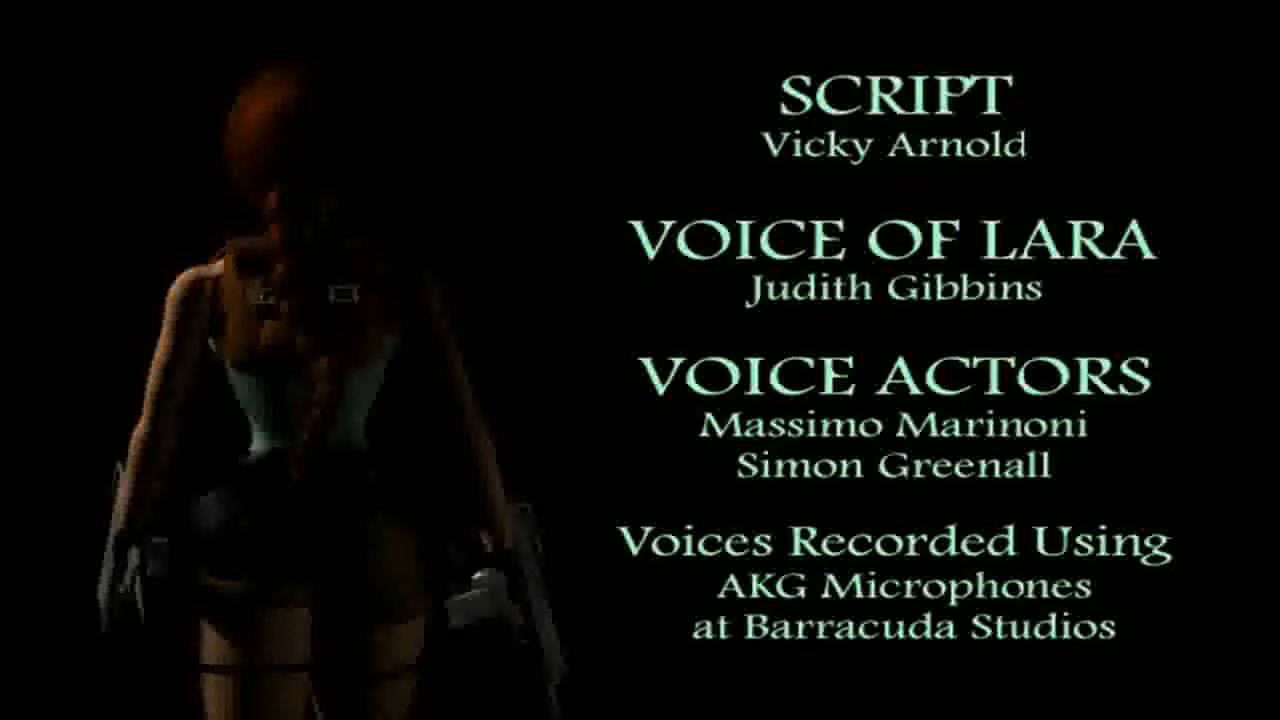 SCRIPT
Vicky Arnold
VOICE OF LARA
Judith Gibbins
VOICE ACTORS
Massimo Marinoni
Simon Greenall
Voices Recorded Using
AKG Microphones
at Barracuda Studios